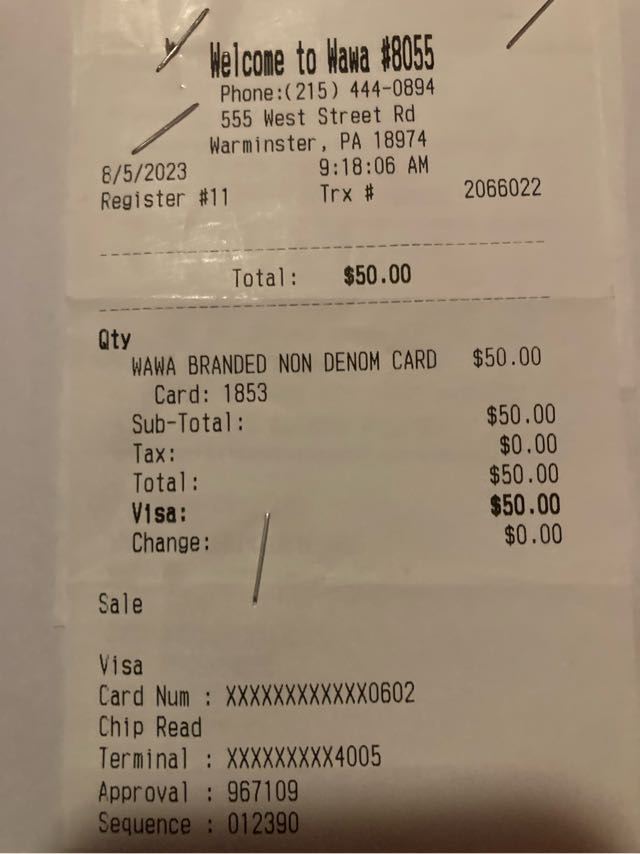 Welcome to Wawa #8055
Phone:(215) 444-0894
555 West Street Rd
Warminster, PA 18974
8/5/2023 9:18:06 AM
Register #11 Trx # 2066022
Total: $50.00
Qty
WAWA BRANDED NON DENOM CARD $50.00
Card: 1853
Sub-Total: $50.00
Tax: $0.00
Total: $50.00
Visa: $50.00
Change: $0.00
Sale
Visa
Card Num : XXXXXXXXXXXX0602
Chip Read
Terminal : XXXXXXXXX4005
Approval : 967109
Sequence : 012390